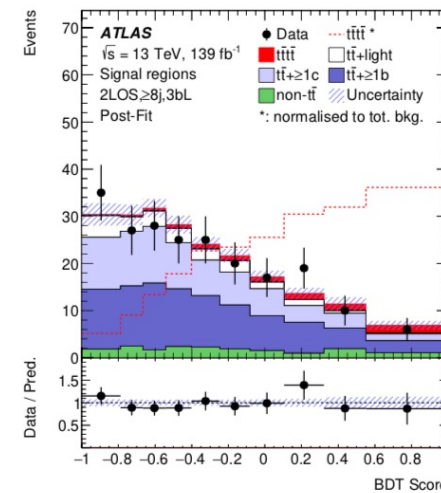 Events
70
60
50
40
30
20
10
0
ATLAS
√s = 13 TeV, 139 fb⁻¹
Signal regions
2LOS,≥8j,3bL
Post-Fit
Data
tt̄tt̄ *
tt̄tt̄
tt̄+light
tt̄+≥1c
tt̄+≥1b
non-tt̄
Uncertainty
*: normalised to tot. bkg.
Data / Pred.
1.5
1
0.5
-1 -0.8 -0.6 -0.4 -0.2 0 0.2 0.4 0.6 0.8
BDT Score